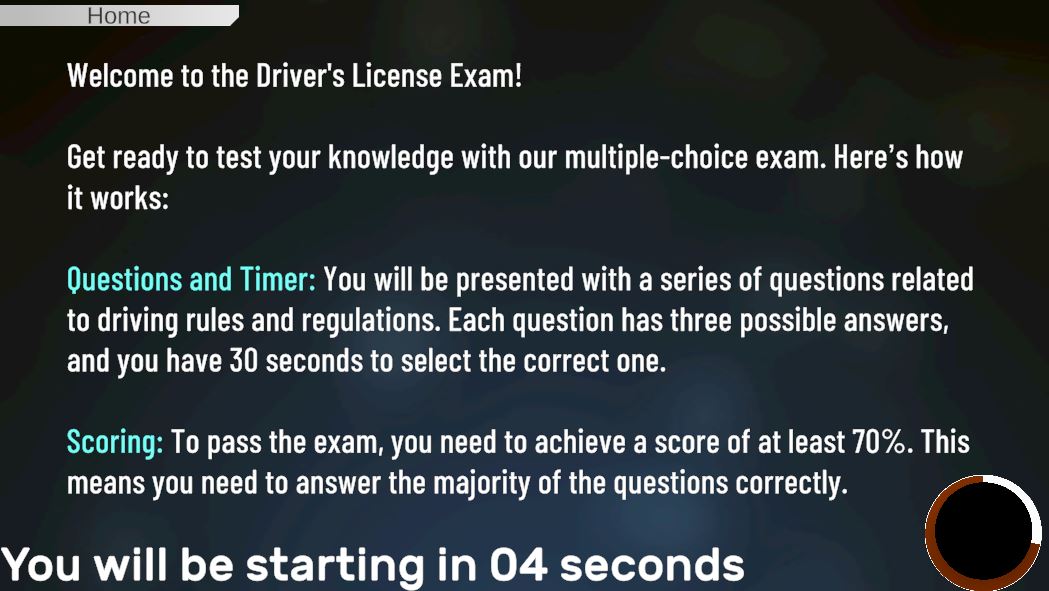 Home
Welcome to the Driver's License Exam!
Get ready to test your knowledge with our multiple-choice exam. Here's how
it works:
Questions and Timer: You will be presented with a series of questions related
to driving rules and regulations. Each question has three possible answers,
and you have 30 seconds to select the correct one.
Scoring: To pass the exam, you need to achieve a score of at least 70%. This
means you need to answer the majority of the questions correctly.
You will be starting in 04 seconds